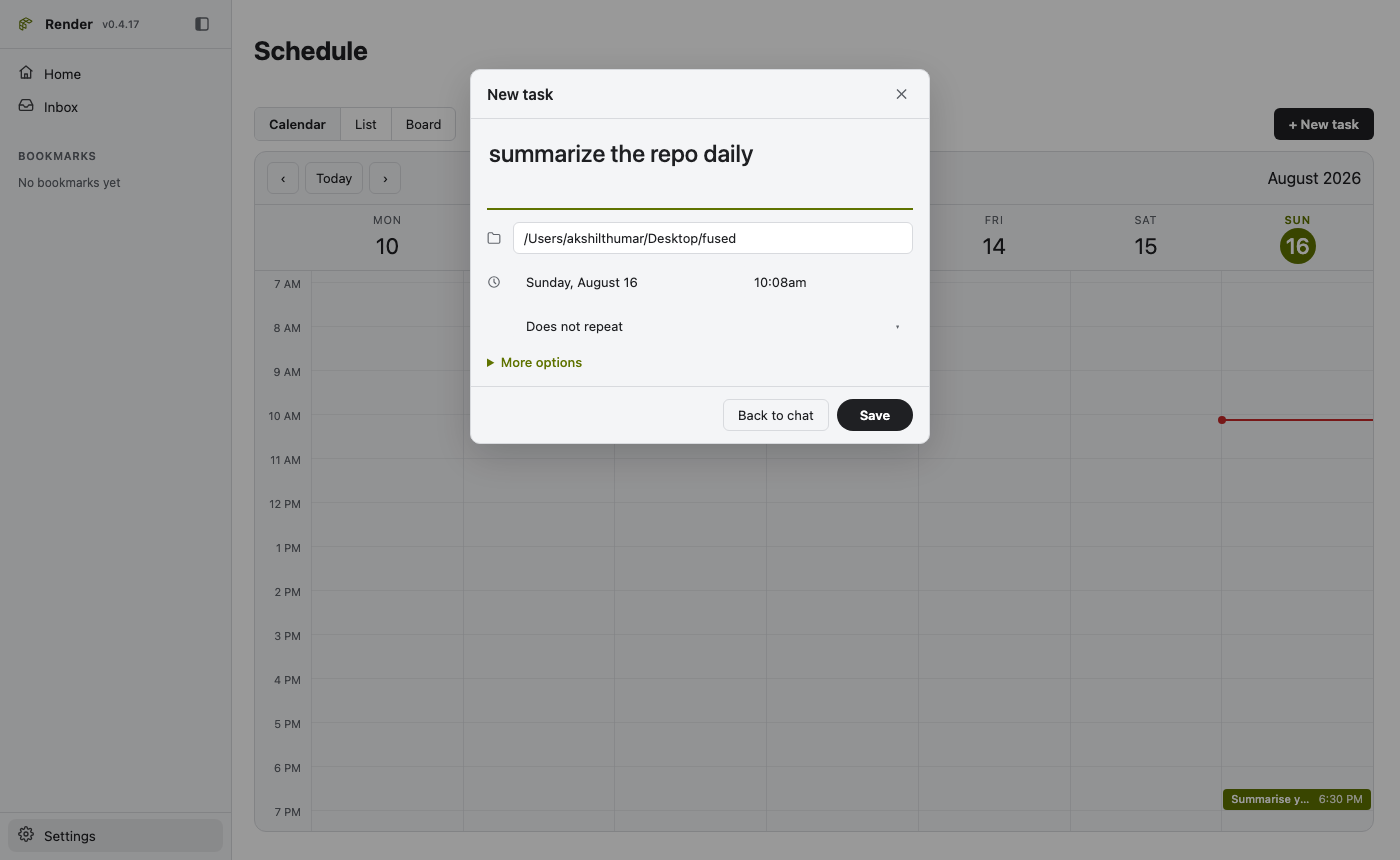 Render v0.4.17
Home
Inbox
BOOKMARKS
No bookmarks yet
Settings
Schedule
Calendar List Board
+ New task
‹ Today › August 2026
MON 10
FRI 14
SAT 15
SUN 16
7 AM
8 AM
9 AM
10 AM
11 AM
12 PM
1 PM
2 PM
3 PM
4 PM
5 PM
6 PM
7 PM
Summarise y... 6:30 PM
New task
summarize the repo daily
/Users/akshilthumar/Desktop/fused
Sunday, August 16 10:08am
Does not repeat
More options
Back to chat Save